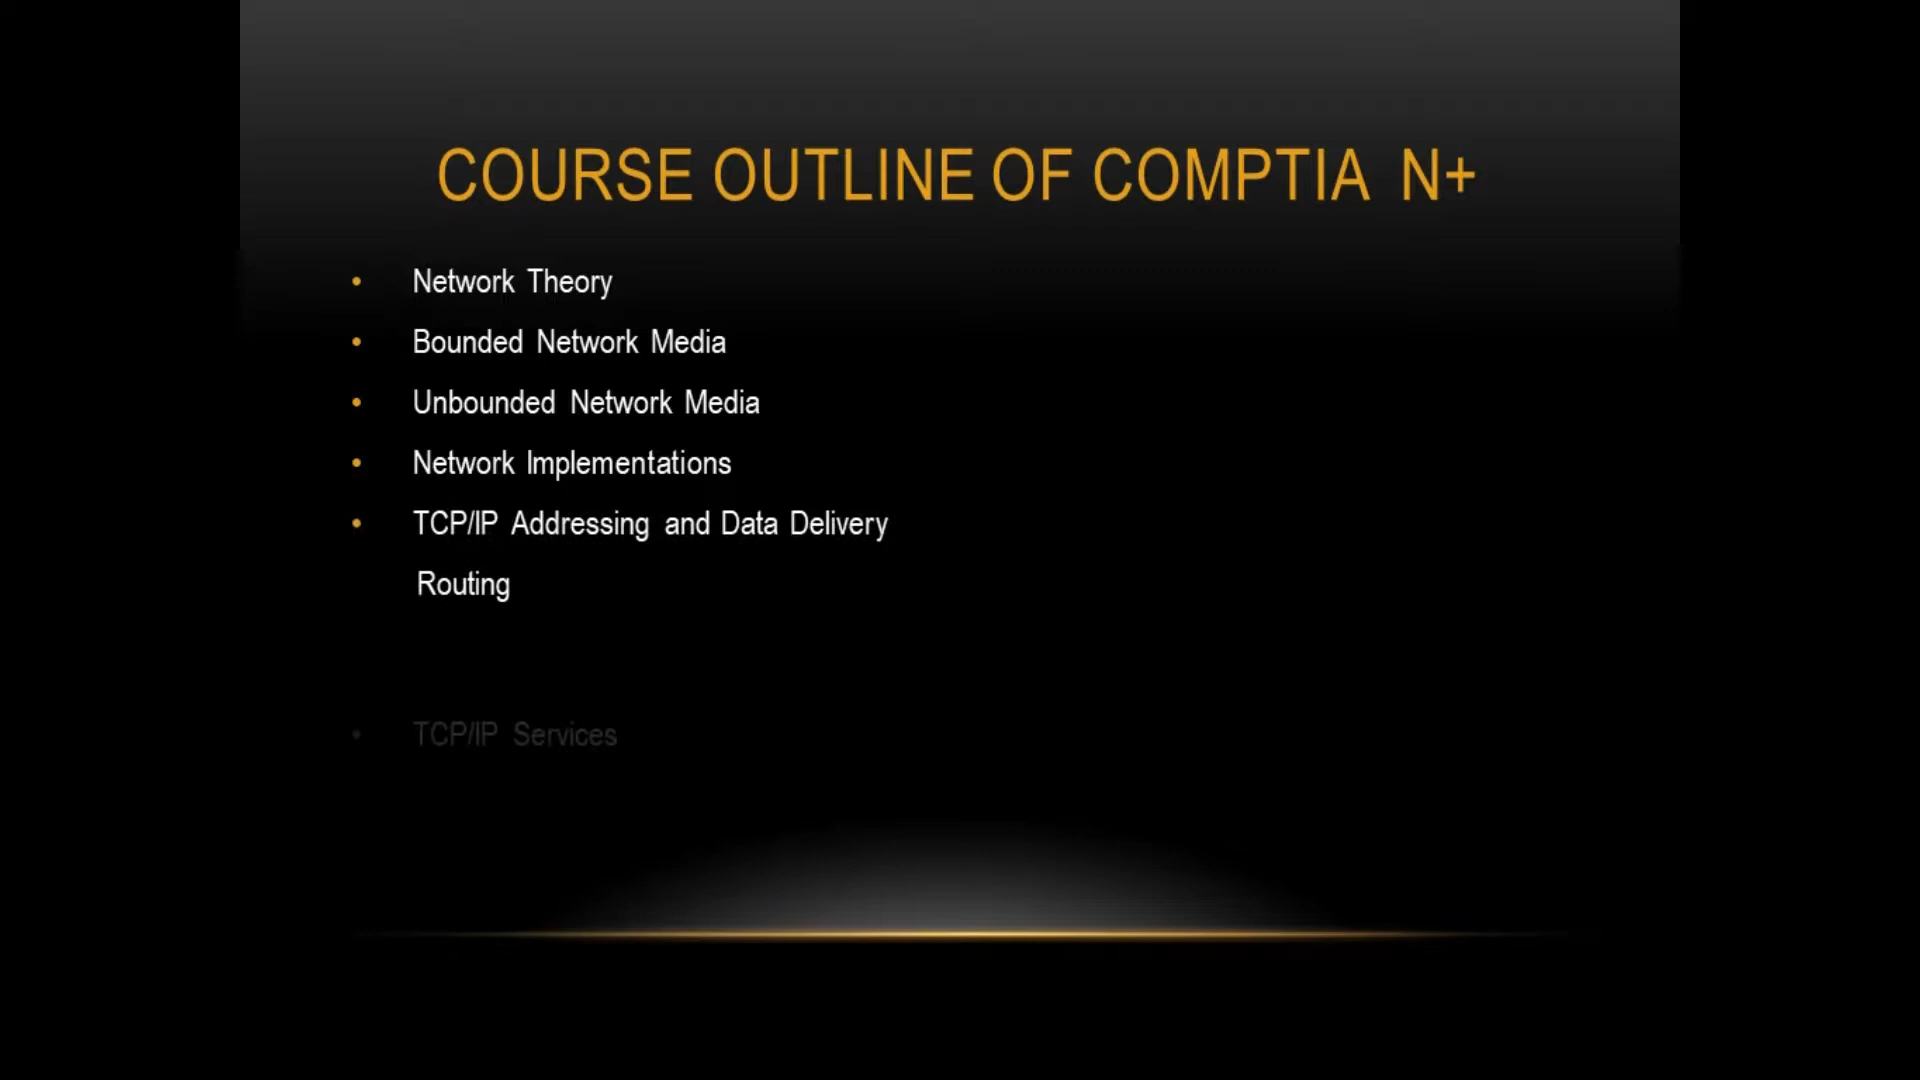 COURSE OUTLINE OF COMPTIA N+
• Network Theory
• Bounded Network Media
• Unbounded Network Media
• Network Implementations
• TCP/IP Addressing and Data Delivery
Routing
• TCP/IP Services